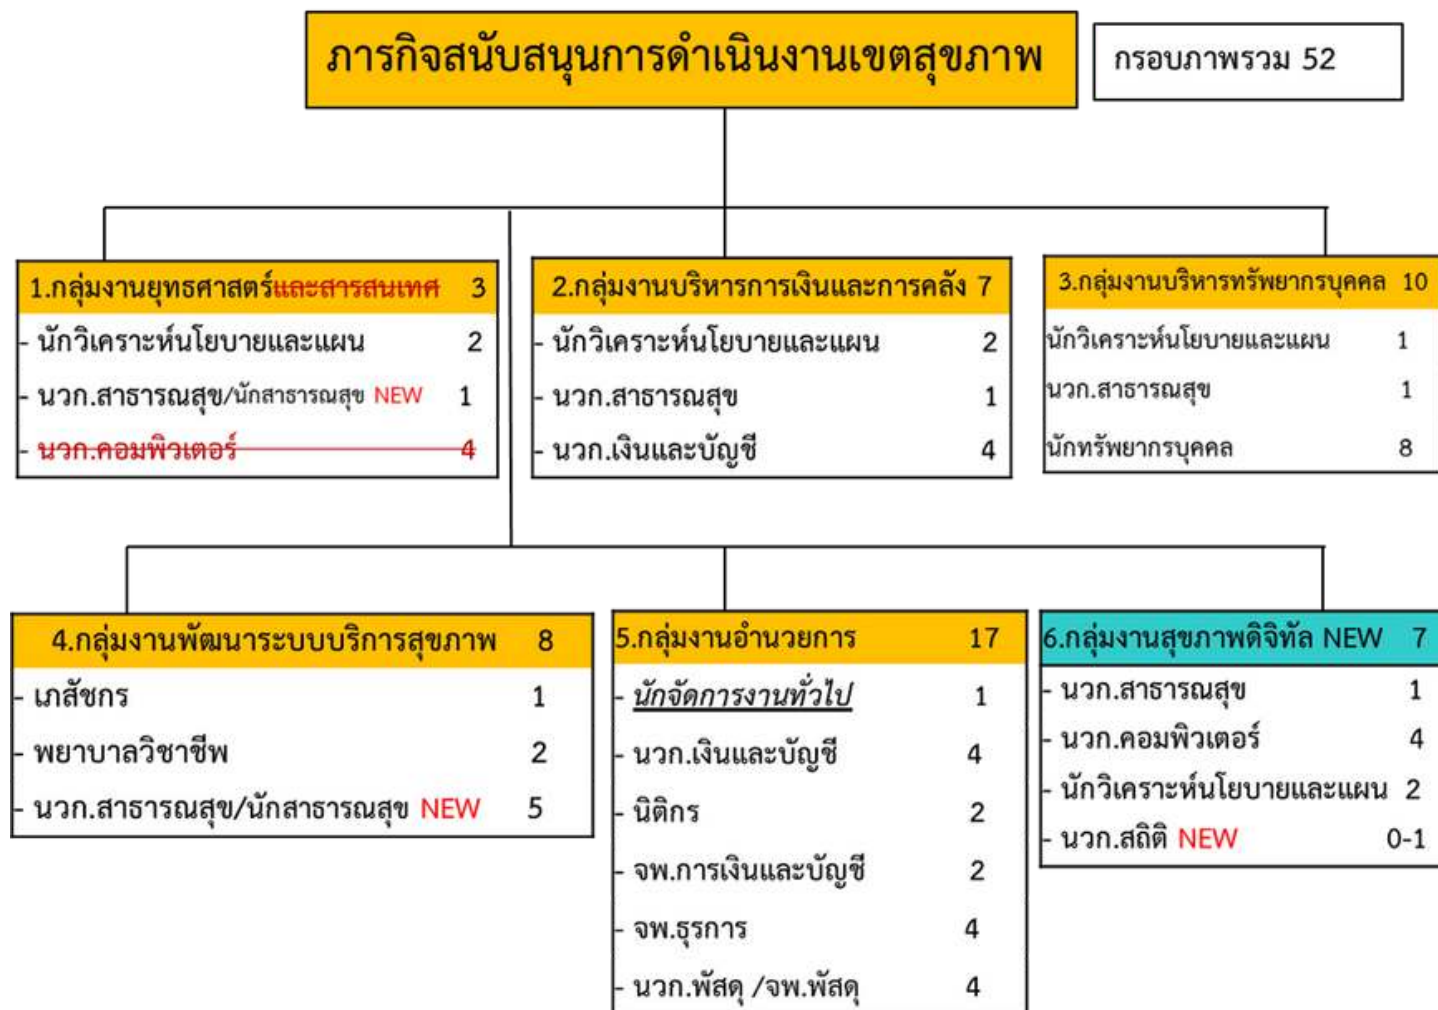 ภารกิจสนับสนุนการดำเนินงานเขตสุขภาพ
กรอบภาพรวม 52
1.กลุ่มงานยุทธศาสตร์และสารสนเทศ 3
- นักวิเคราะห์นโยบายและแผน 2
- นวก.สาธารณสุข/นักสาธารณสุข NEW 1
- นวก.คอมพิวเตอร์ 4
2.กลุ่มงานบริหารการเงินและการคลัง 7
- นักวิเคราะห์นโยบายและแผน 2
- นวก.สาธารณสุข 1
- นวก.เงินและบัญชี 4
3.กลุ่มงานบริหารทรัพยากรบุคคล 10
นักวิเคราะห์นโยบายและแผน 1
นวก.สาธารณสุข 1
นักทรัพยากรบุคคล 8
4.กลุ่มงานพัฒนาระบบบริการสุขภาพ 8
- เภสัชกร 1
- พยาบาลวิชาชีพ 2
- นวก.สาธารณสุข/นักสาธารณสุข NEW 5
5.กลุ่มงานอำนวยการ 17
- นักจัดการงานทั่วไป 1
- นวก.เงินและบัญชี 4
- นิติกร 2
- จพ.การเงินและบัญชี 2
- จพ.ธุรการ 4
- นวก.พัสดุ /จพ.พัสดุ 4
6.กลุ่มงานสุขภาพดิจิทัล NEW 7
- นวก.สาธารณสุข 1
- นวก.คอมพิวเตอร์ 4
- นักวิเคราะห์นโยบายและแผน 2
- นวก.สถิติ NEW 0-1